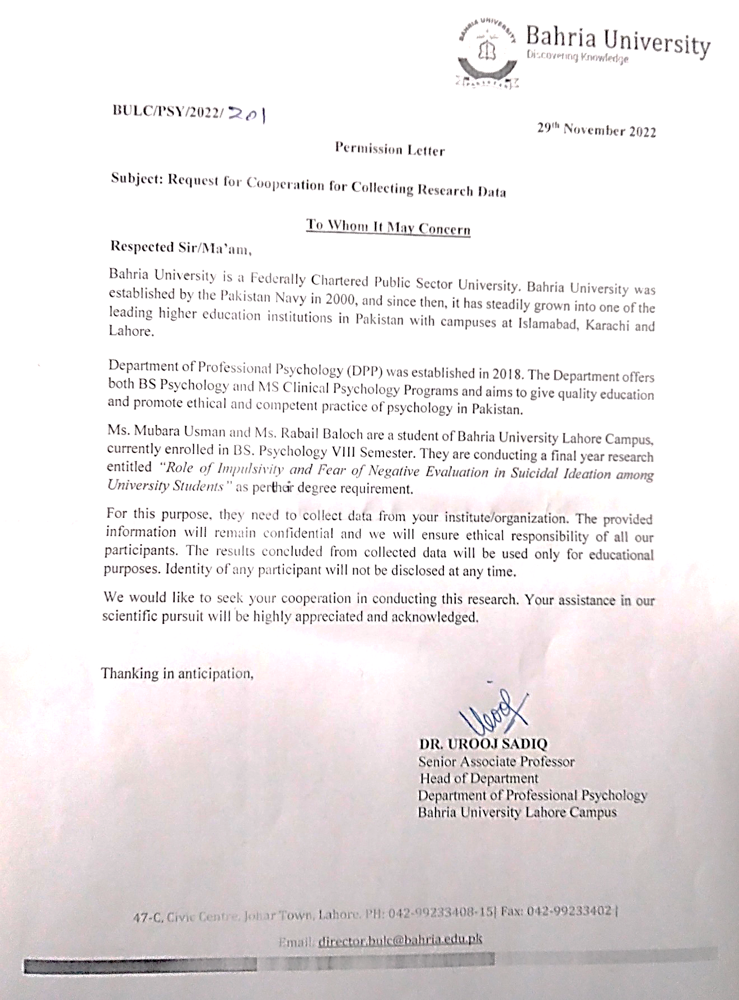 BAHRIA UNIVERSITY
Bahria University
Discovering Knowledge
BULC/PSY/2022/ 201
29th November 2022
Permission Letter
Subject: Request for Cooperation for Collecting Research Data
To Whom It May Concern
Respected Sir/Ma'am,
Bahria University is a Federally Chartered Public Sector University. Bahria University was
established by the Pakistan Navy in 2000, and since then, it has steadily grown into one of the
leading higher education institutions in Pakistan with campuses at Islamabad, Karachi and
Lahore.
Department of Professional Psychology (DPP) was established in 2018. The Department offers
both BS Psychology and MS Clinical Psychology Programs and aims to give quality education
and promote ethical and competent practice of psychology in Pakistan.
Ms. Mubara Usman and Ms. Rabail Baloch are a student of Bahria University Lahore Campus,
currently enrolled in BS. Psychology VIII Semester. They are conducting a final year research
entitled "Role of Impulsivity and Fear of Negative Evaluation in Suicidal Ideation among
University Students" as per their degree requirement.
For this purpose, they need to collect data from your institute/organization. The provided
information will remain confidential and we will ensure ethical responsibility of all our
participants. The results concluded from collected data will be used only for educational
purposes. Identity of any participant will not be disclosed at any time.
We would like to seek your cooperation in conducting this research. Your assistance in our
scientific pursuit will be highly appreciated and acknowledged.
Thanking in anticipation,
Urooj
DR. UROOJ SADIQ
Senior Associate Professor
Head of Department
Department of Professional Psychology
Bahria University Lahore Campus
47-C, Civic Centre, Johar Town, Lahore. PH: 042-99233408-15| Fax: 042-99233402 |
Email: director.bulc@bahria.edu.pk